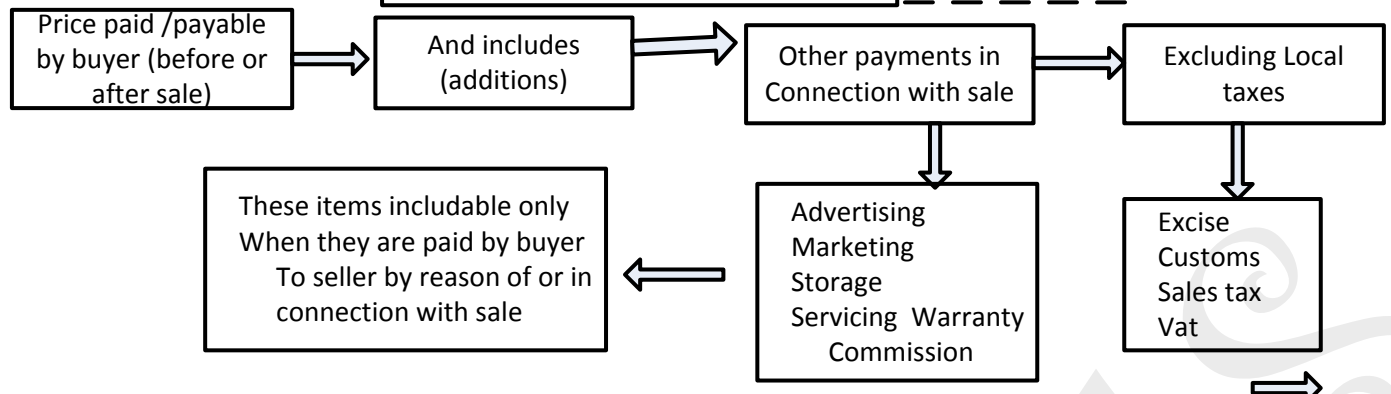 Price paid /payable
by buyer (before or
after sale)
And includes
(additions)
Other payments in
Connection with sale
Excluding Local
taxes
These items includable only
When they are paid by buyer
To seller by reason of or in
connection with sale
Advertising
Marketing
Storage
Servicing Warranty
Commission
Excise
Customs
Sales tax
Vat